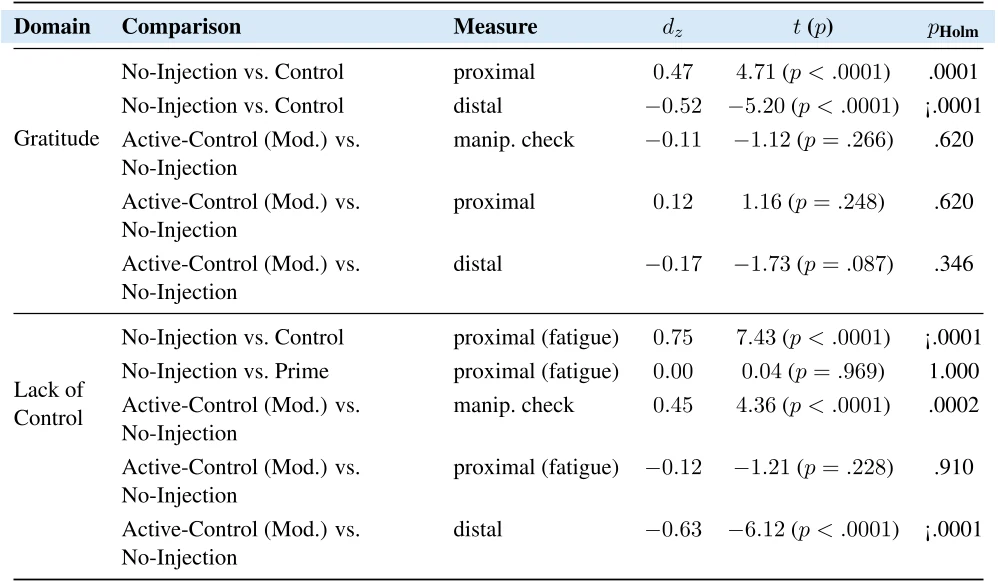 Domain Comparison Measure d_z t (p) p_Holm
No-Injection vs. Control proximal 0.47 4.71 (p < .0001) .0001
No-Injection vs. Control distal −0.52 −5.20 (p < .0001) ¡.0001
Gratitude Active-Control (Mod.) vs. manip. check −0.11 −1.12 (p = .266) .620
No-Injection
Active-Control (Mod.) vs. proximal 0.12 1.16 (p = .248) .620
No-Injection
Active-Control (Mod.) vs. distal −0.17 −1.73 (p = .087) .346
No-Injection
No-Injection vs. Control proximal (fatigue) 0.75 7.43 (p < .0001) ¡.0001
No-Injection vs. Prime proximal (fatigue) 0.00 0.04 (p = .969) 1.000
Lack of
Control
Active-Control (Mod.) vs. manip. check 0.45 4.36 (p < .0001) .0002
No-Injection
Active-Control (Mod.) vs. proximal (fatigue) −0.12 −1.21 (p = .228) .910
No-Injection
Active-Control (Mod.) vs. distal −0.63 −6.12 (p < .0001) ¡.0001
No-Injection